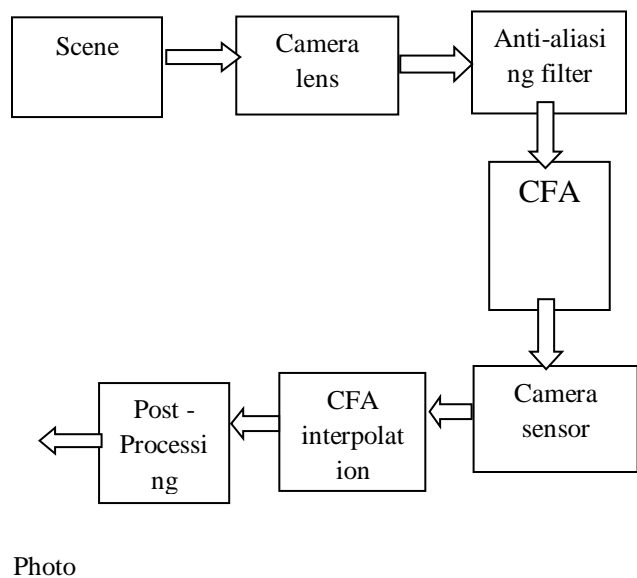 Scene
Camera
lens
Anti-aliasi
ng filter
CFA
Camera
sensor
CFA
interpolat
ion
Post -
Processi
ng
Photo